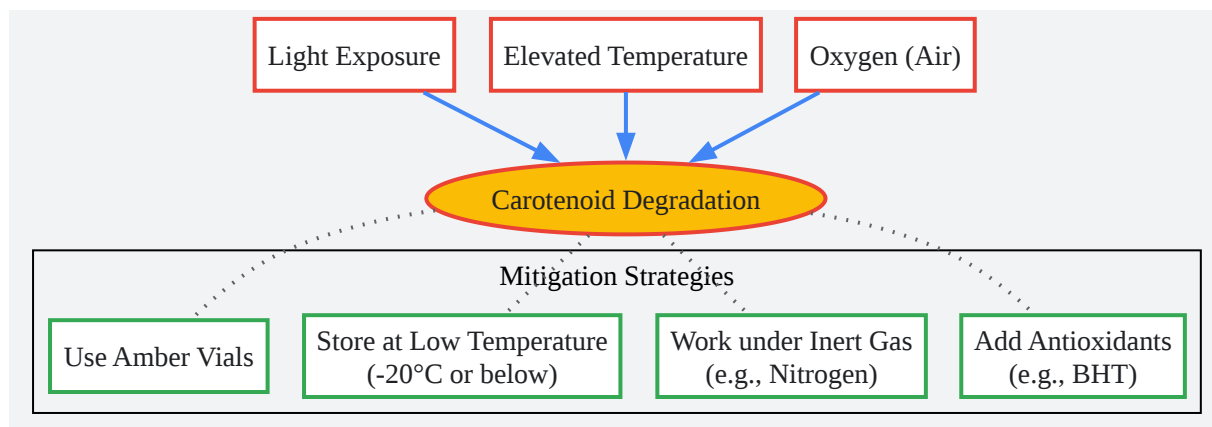 Light Exposure
Elevated Temperature
Oxygen (Air)
Carotenoid Degradation
Mitigation Strategies
Use Amber Vials
Store at Low Temperature
(-20°C or below)
Work under Inert Gas
(e.g., Nitrogen)
Add Antioxidants
(e.g., BHT)